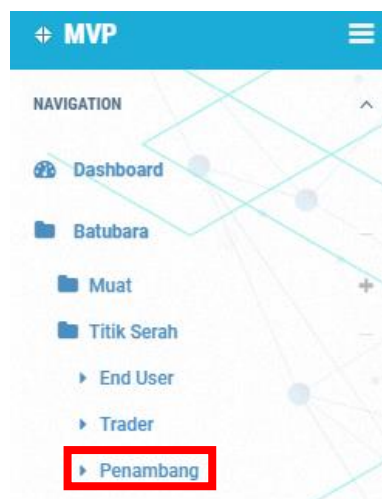 MVP
NAVIGATION
Dashboard
Batubara
Muat
Titik Serah
End User
Trader
Penambang